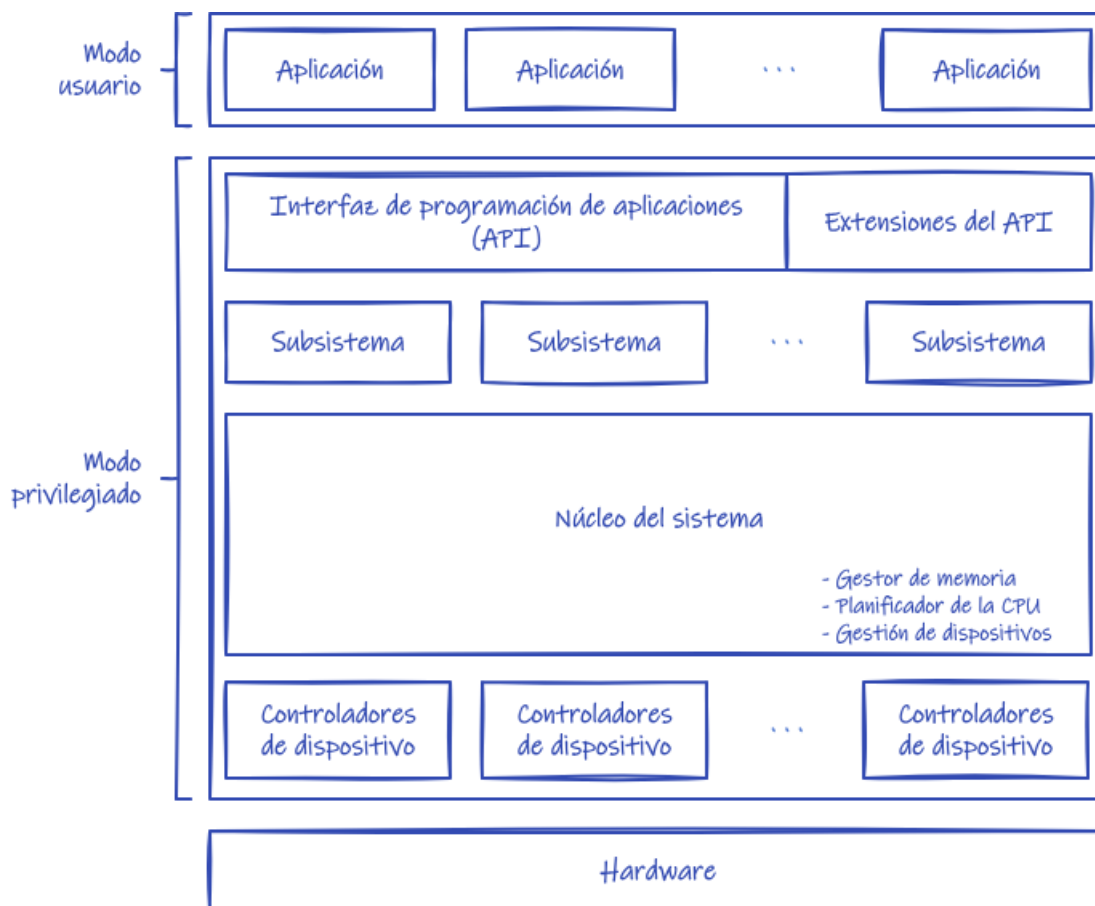 Modo
usuario
Aplicación
Aplicación
...
Aplicación
Interfaz de programación de aplicaciones
(API)
Extensiones del API
Subsistema
Subsistema
...
Subsistema
Modo
privilegiado
Núcleo del sistema
- Gestor de memoria
- Planificador de la CPU
- Gestión de dispositivos
Controladores
de dispositivo
Controladores
de dispositivo
...
Controladores
de dispositivo
Hardware